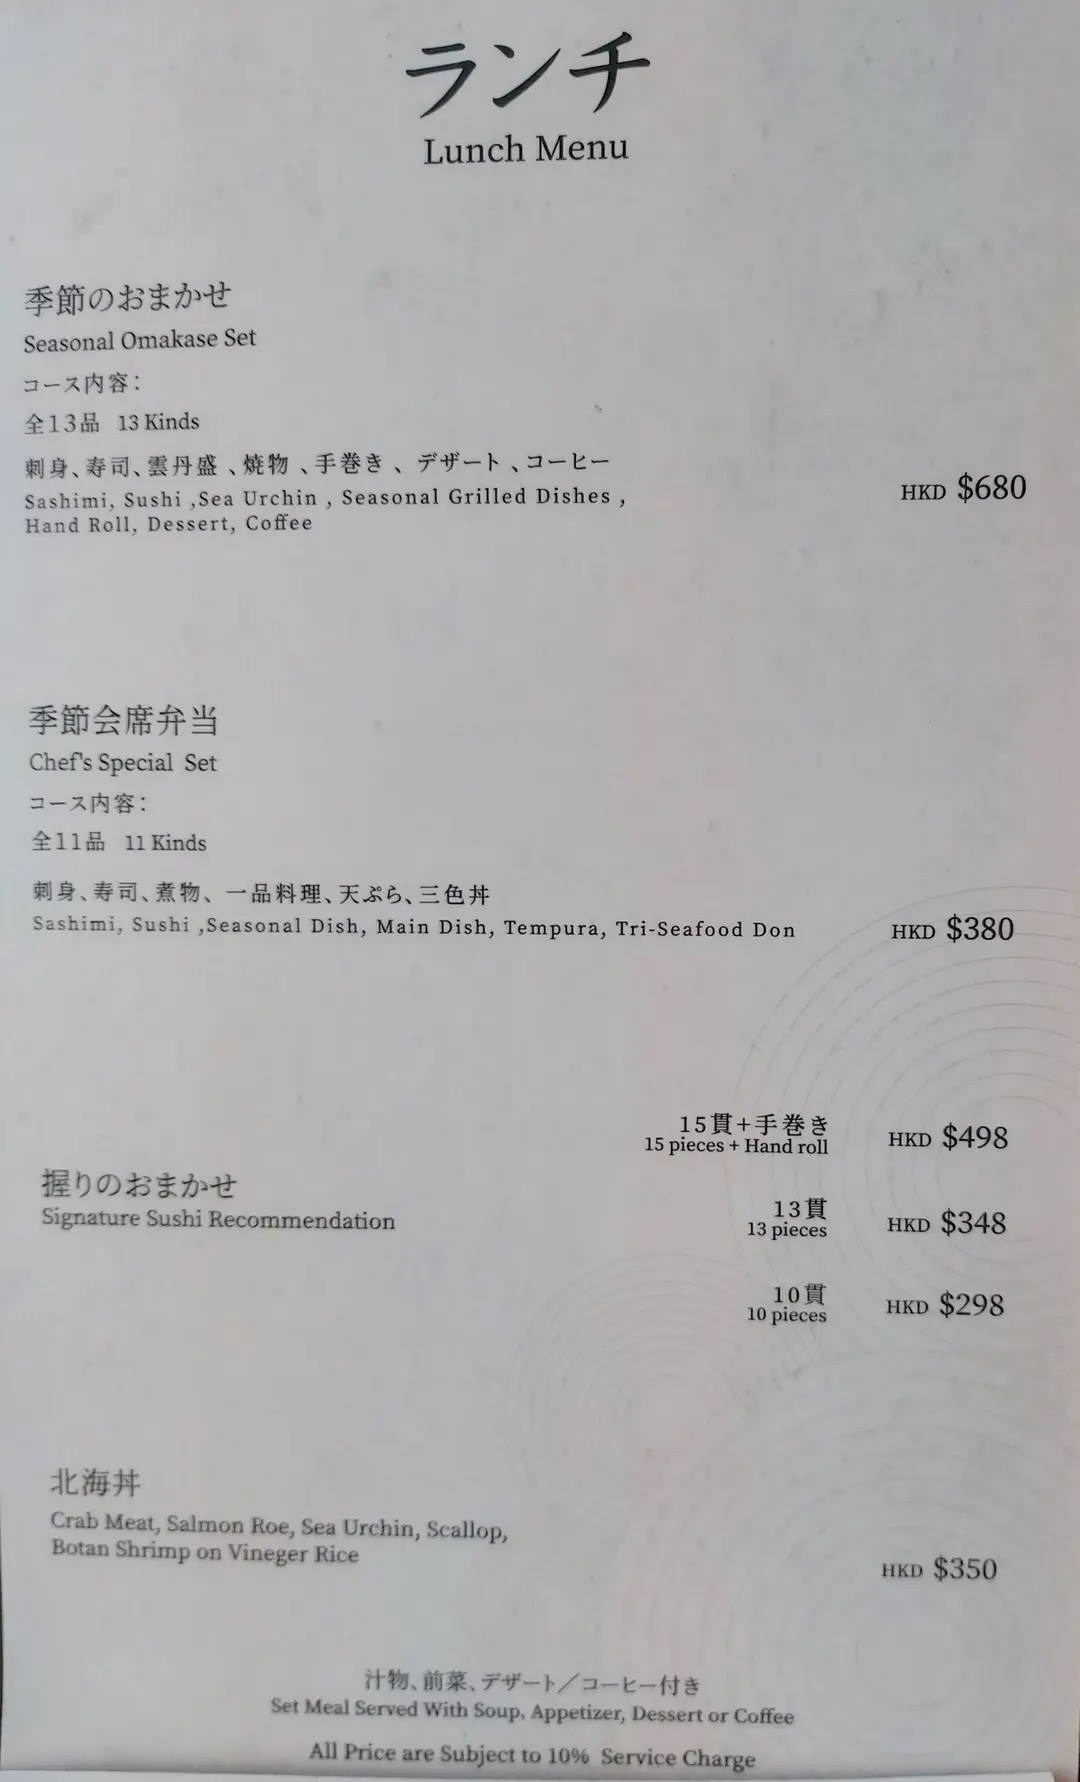 ランチ
Lunch Menu
季節のおまかせ
Seasonal Omakase Set
コース内容：
全13品 13 Kinds
刺身、寿司、雲丹盛 、焼物 、手巻き 、 デザート 、コーヒー
Sashimi, Sushi ,Sea Urchin , Seasonal Grilled Dishes ,
Hand Roll, Dessert, Coffee
HKD $680
季節会席弁当
Chef's Special Set
コース内容：
全11品 11 Kinds
刺身、寿司、煮物、 一品料理、天ぷら、三色丼
Sashimi, Sushi ,Seasonal Dish, Main Dish, Tempura, Tri-Seafood Don
HKD $380
握りのおまかせ
Signature Sushi Recommendation
15貫+手巻き
15 pieces + Hand roll
HKD $498
13貫
13 pieces
HKD $348
10貫
10 pieces
HKD $298
北海丼
Crab Meat, Salmon Roe, Sea Urchin, Scallop,
Botan Shrimp on Vineger Rice
HKD $350
汁物、前菜、デザート／コーヒー付き
Set Meal Served With Soup, Appetizer, Dessert or Coffee
All Price are Subject to 10% Service Charge